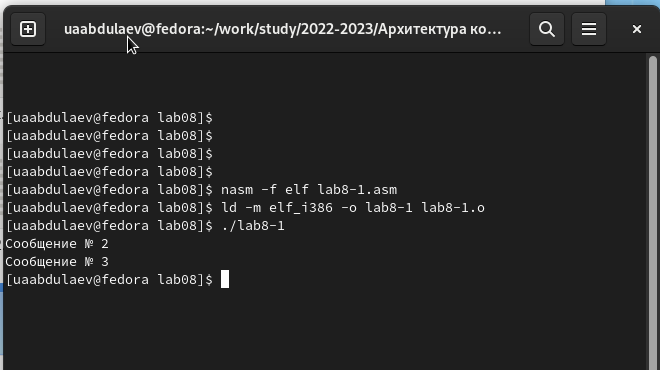 uaabdulaev@fedora:~/work/study/2022-2023/Архитектура ко…
[uaabdulaev@fedora lab08]$
[uaabdulaev@fedora lab08]$
[uaabdulaev@fedora lab08]$
[uaabdulaev@fedora lab08]$
[uaabdulaev@fedora lab08]$ nasm -f elf lab8-1.asm
[uaabdulaev@fedora lab08]$ ld -m elf_i386 -o lab8-1 lab8-1.o
[uaabdulaev@fedora lab08]$ ./lab8-1
Сообщение № 2
Сообщение № 3
[uaabdulaev@fedora lab08]$